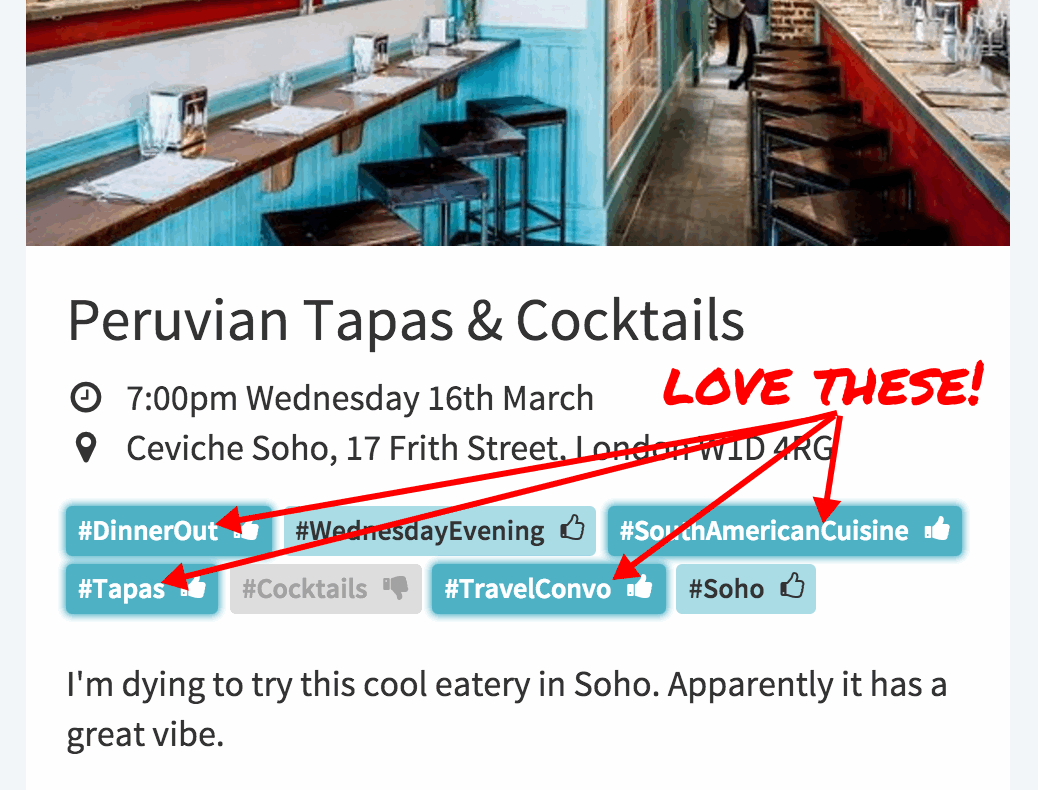 Peruvian Tapas & Cocktails
7:00pm Wednesday 16th March
LOVE THESE!
Ceviche Soho, 17 Frith Street, London W1D 4RG
#DinnerOut #WednesdayEvening #SouthAmericanCuisine
#Tapas #Cocktails #TravelConvo #Soho
I'm dying to try this cool eatery in Soho. Apparently it has a
great vibe.